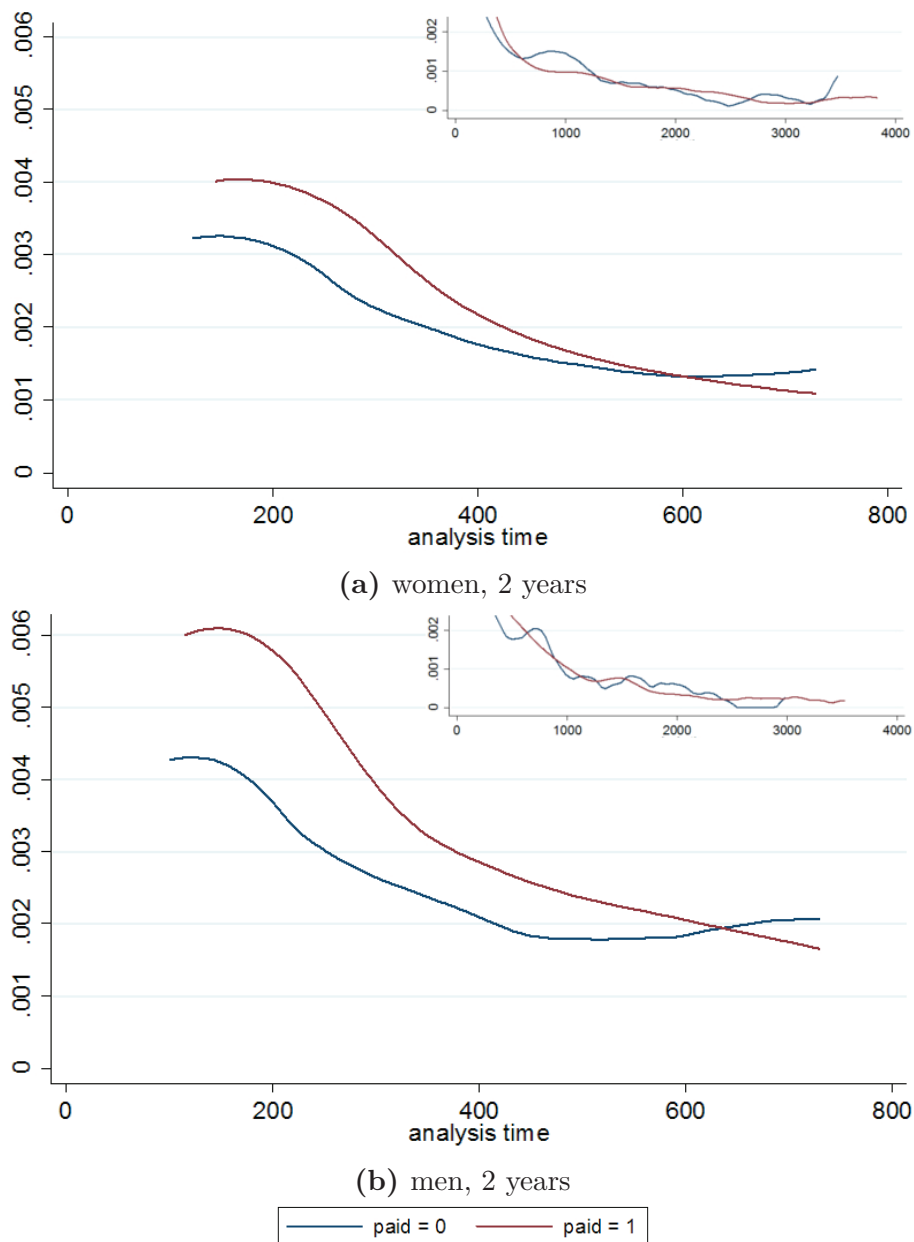 .006
.005
.004
.003
.002
.001
0
0 200 400 600 800
analysis time
.002
.001
0
0 1000 2000 3000 4000
(a) women, 2 years
.006
.005
.004
.003
.002
.001
0
0 200 400 600 800
analysis time
.002
.001
0
0 1000 2000 3000 4000
(b) men, 2 years
paid = 0 paid = 1